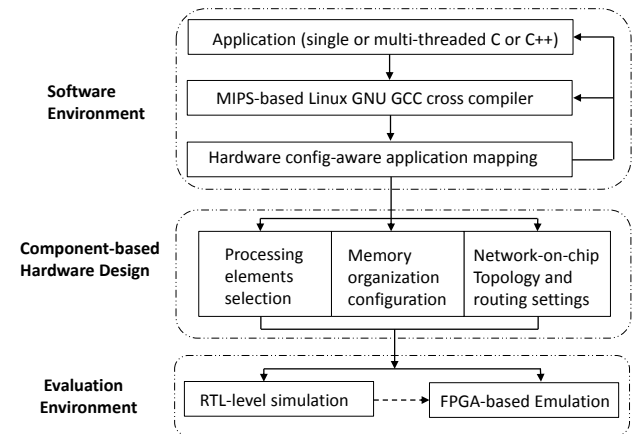 Software
Environment
Application (single or multi-threaded C or C++)
MIPS-based Linux GNU GCC cross compiler
Hardware config-aware application mapping
Component-based
Hardware Design
Processing
elements
selection
Memory
organization
configuration
Network-on-chip
Topology and
routing settings
Evaluation
Environment
RTL-level simulation
FPGA-based Emulation